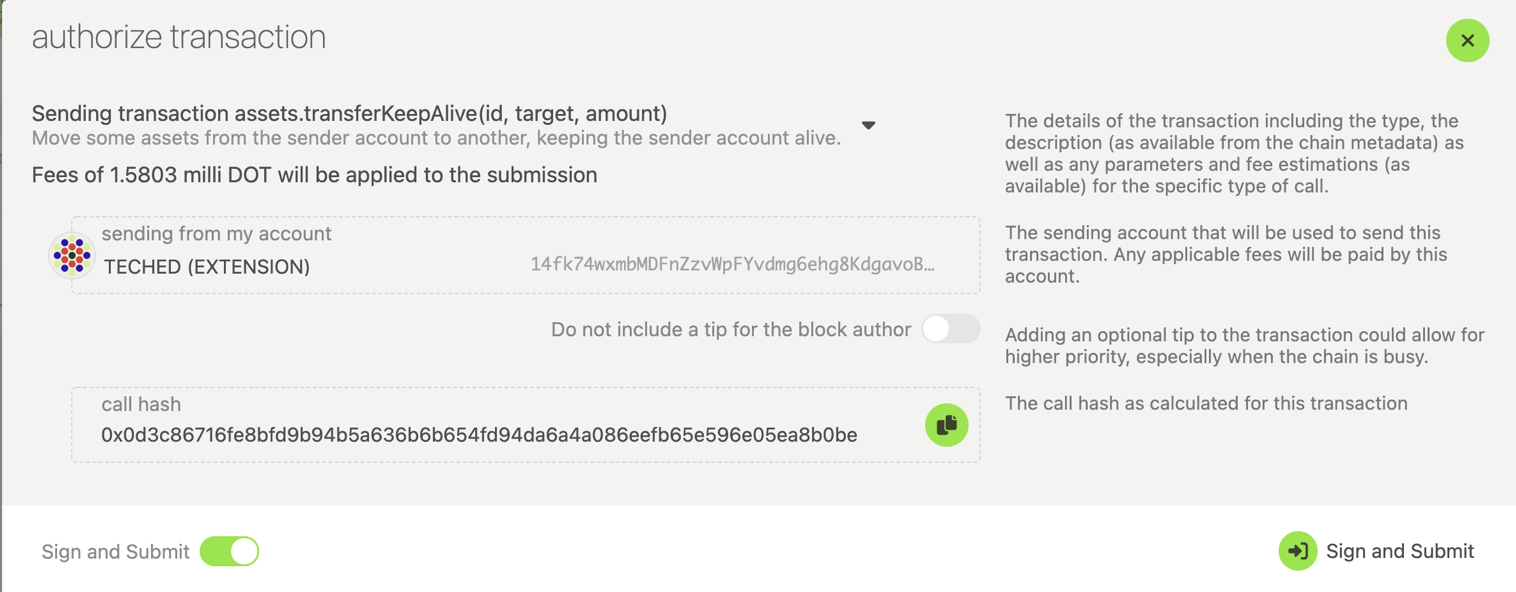 authorize transaction
Sending transaction assets.transferKeepAlive(id, target, amount)
Move some assets from the sender account to another, keeping the sender account alive.
Fees of 1.5803 milli DOT will be applied to the submission
The details of the transaction including the type, the
description (as available from the chain metadata) as
well as any parameters and fee estimations (as
available) for the specific type of call.
sending from my account
TECHED (EXTENSION)
14fk74wxmbMDFnZzvWpFYvdmg6ehg8KdgavoB…
The sending account that will be used to send this
transaction. Any applicable fees will be paid by this
account.
Do not include a tip for the block author
Adding an optional tip to the transaction could allow for
higher priority, especially when the chain is busy.
call hash
0x0d3c86716fe8bfd9b94b5a636b6b654fd94da6a4a086eefb65e596e05ea8b0be
The call hash as calculated for this transaction
Sign and Submit
Sign and Submit